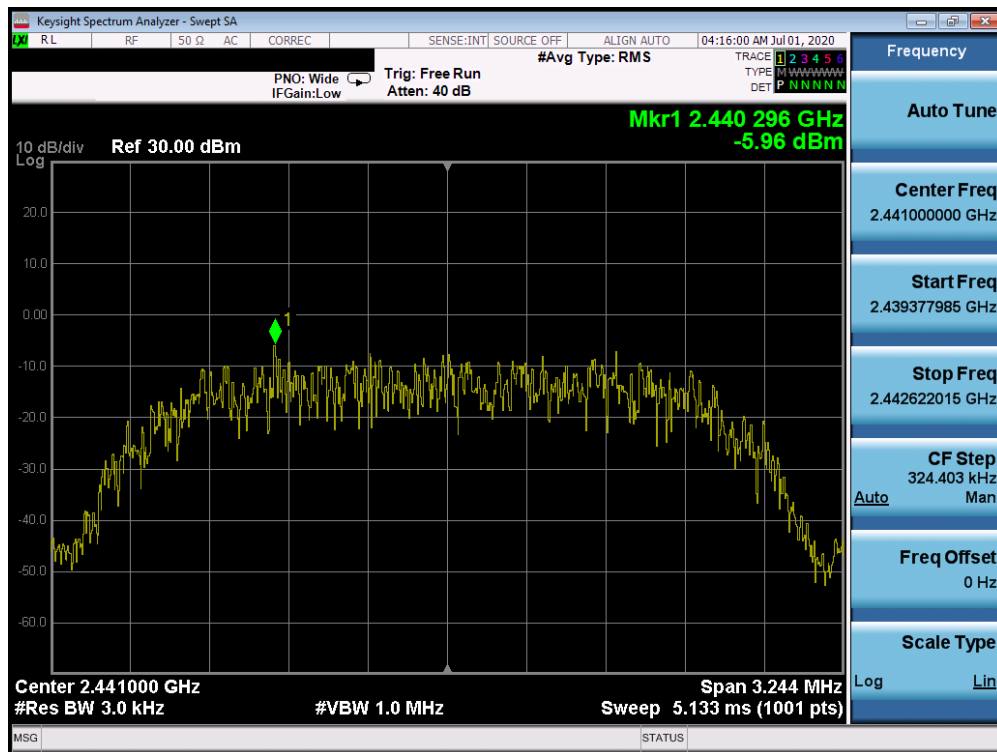 Keysight Spectrum Analyzer - Swept SA
LXI RL RF 50 Ω AC CORREC SENSE:INT SOURCE OFF ALIGN AUTO 04:16:00 AM Jul 01, 2020
PNO: Wide
IFGain:Low
Trig: Free Run
Atten: 40 dB
#Avg Type: RMS
TRACE 1 2 3 4 5 6
TYPE M W W W W W
DET P N N N N N
Mkr1 2.440 296 GHz
-5.96 dBm
10 dB/div Ref 30.00 dBm
Log
20.0
10.0
0.00
-10.0
-20.0
-30.0
-40.0
-50.0
-60.0
1
Center 2.441000 GHz Span 3.244 MHz
#Res BW 3.0 kHz #VBW 1.0 MHz Sweep 5.133 ms (1001 pts)
MSG STATUS
Frequency
Auto Tune
Center Freq
2.441000000 GHz
Start Freq
2.439377985 GHz
Stop Freq
2.442622015 GHz
CF Step
324.403 kHz
Auto Man
Freq Offset
0 Hz
Scale Type
Log Lin